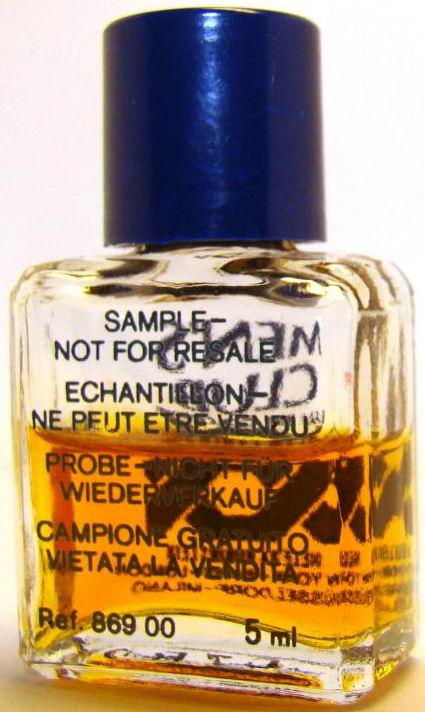 SAMPLE-
NOT FOR RESALE
ECHANTILLON-
NE PEUT ETRE VENDU
PROBE-NICHT FUR
WIEDERVERKAUF
CAMPIONE GRATUITO
VIETATA LA VENDITA
Ref. 869 00 5 ml